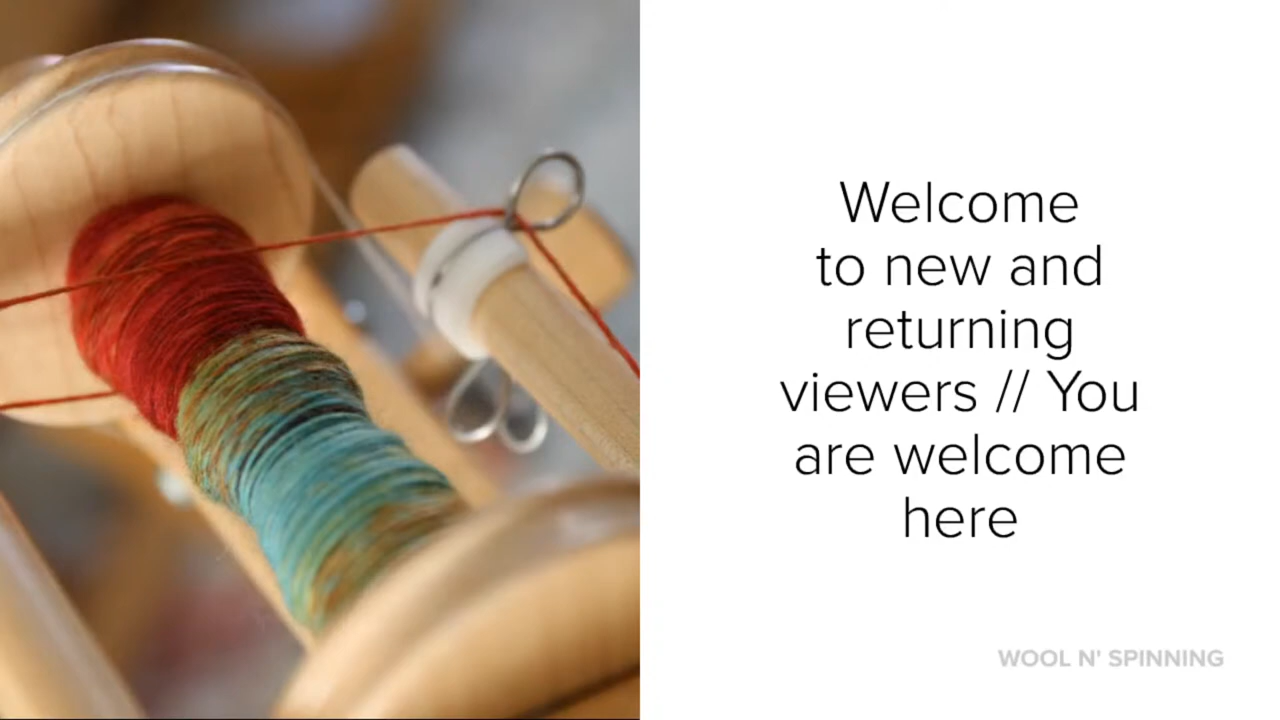 Welcome
to new and
returning
viewers // You
are welcome
here
WOOL N' SPINNING